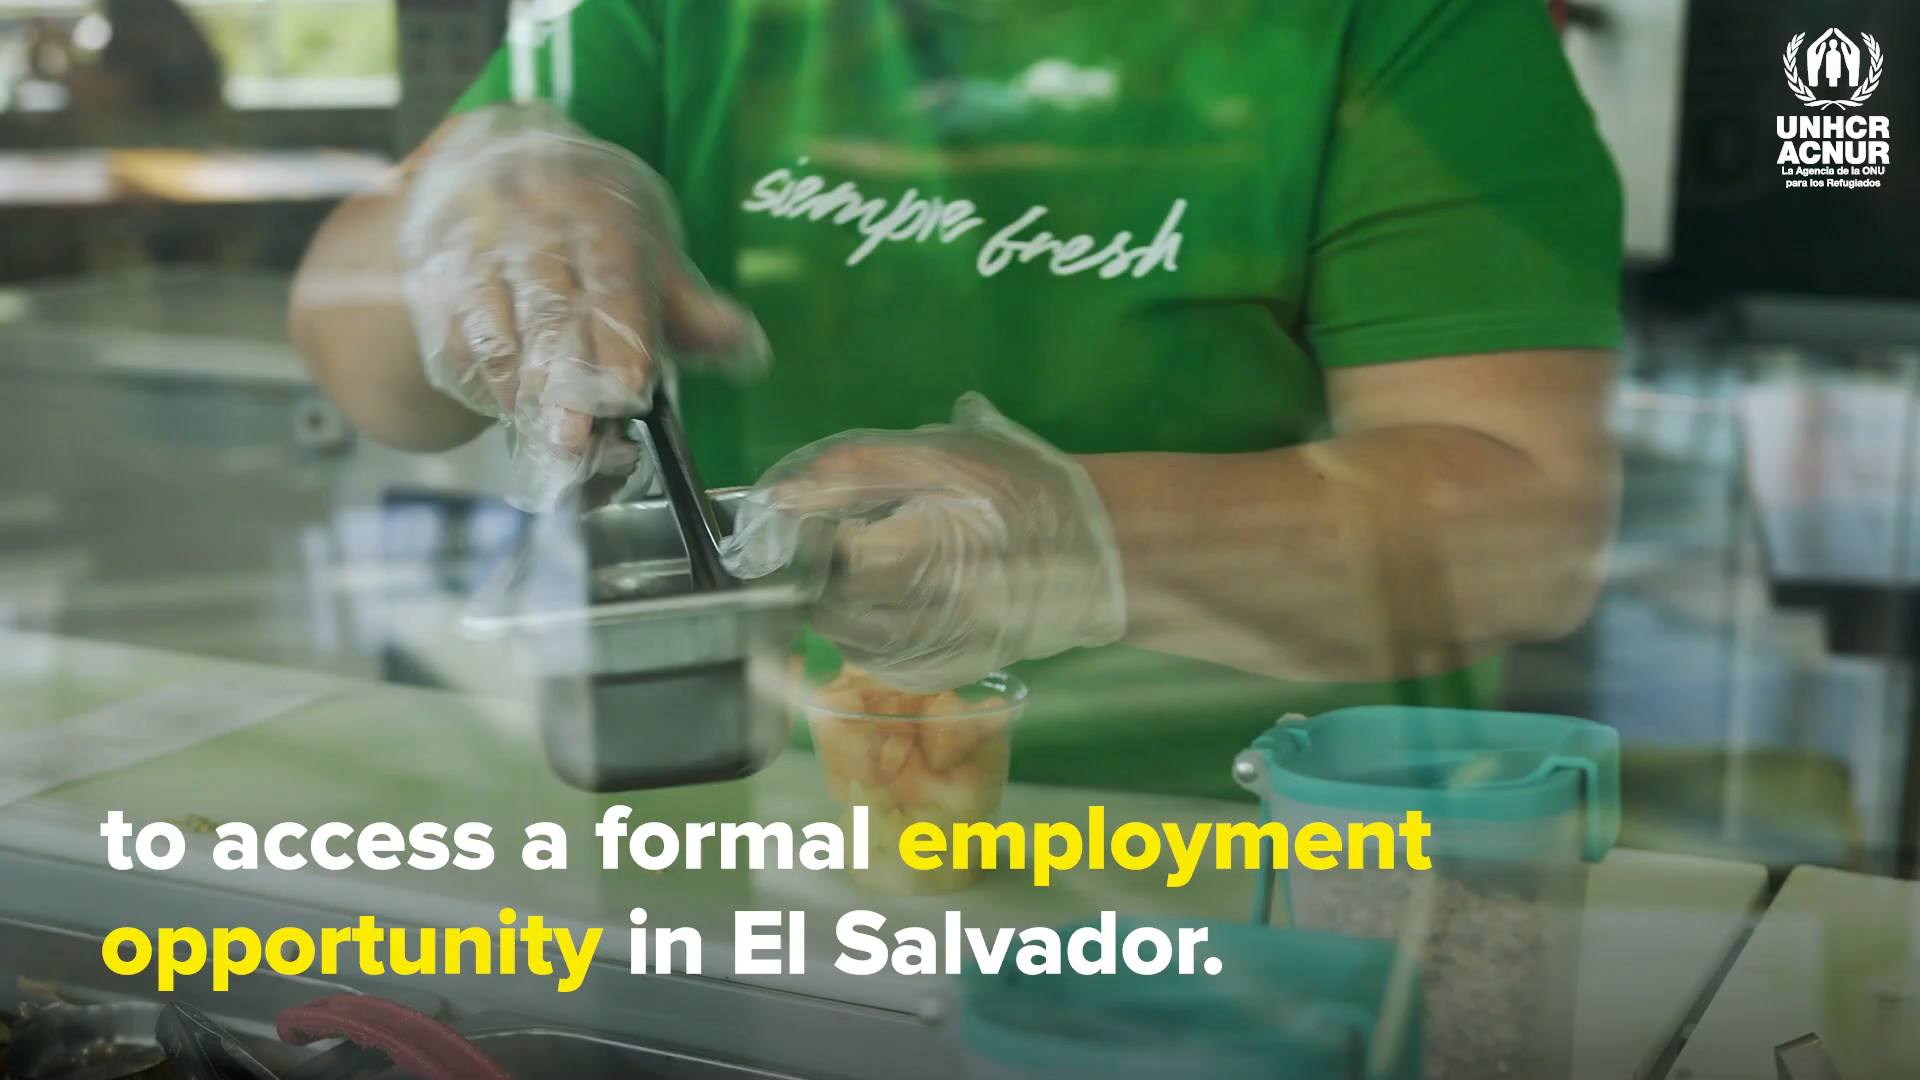 siempre fresh
UNHCR
ACNUR
La Agencia de la ONU
para los Refugiados
to access a formal employment
opportunity in El Salvador.